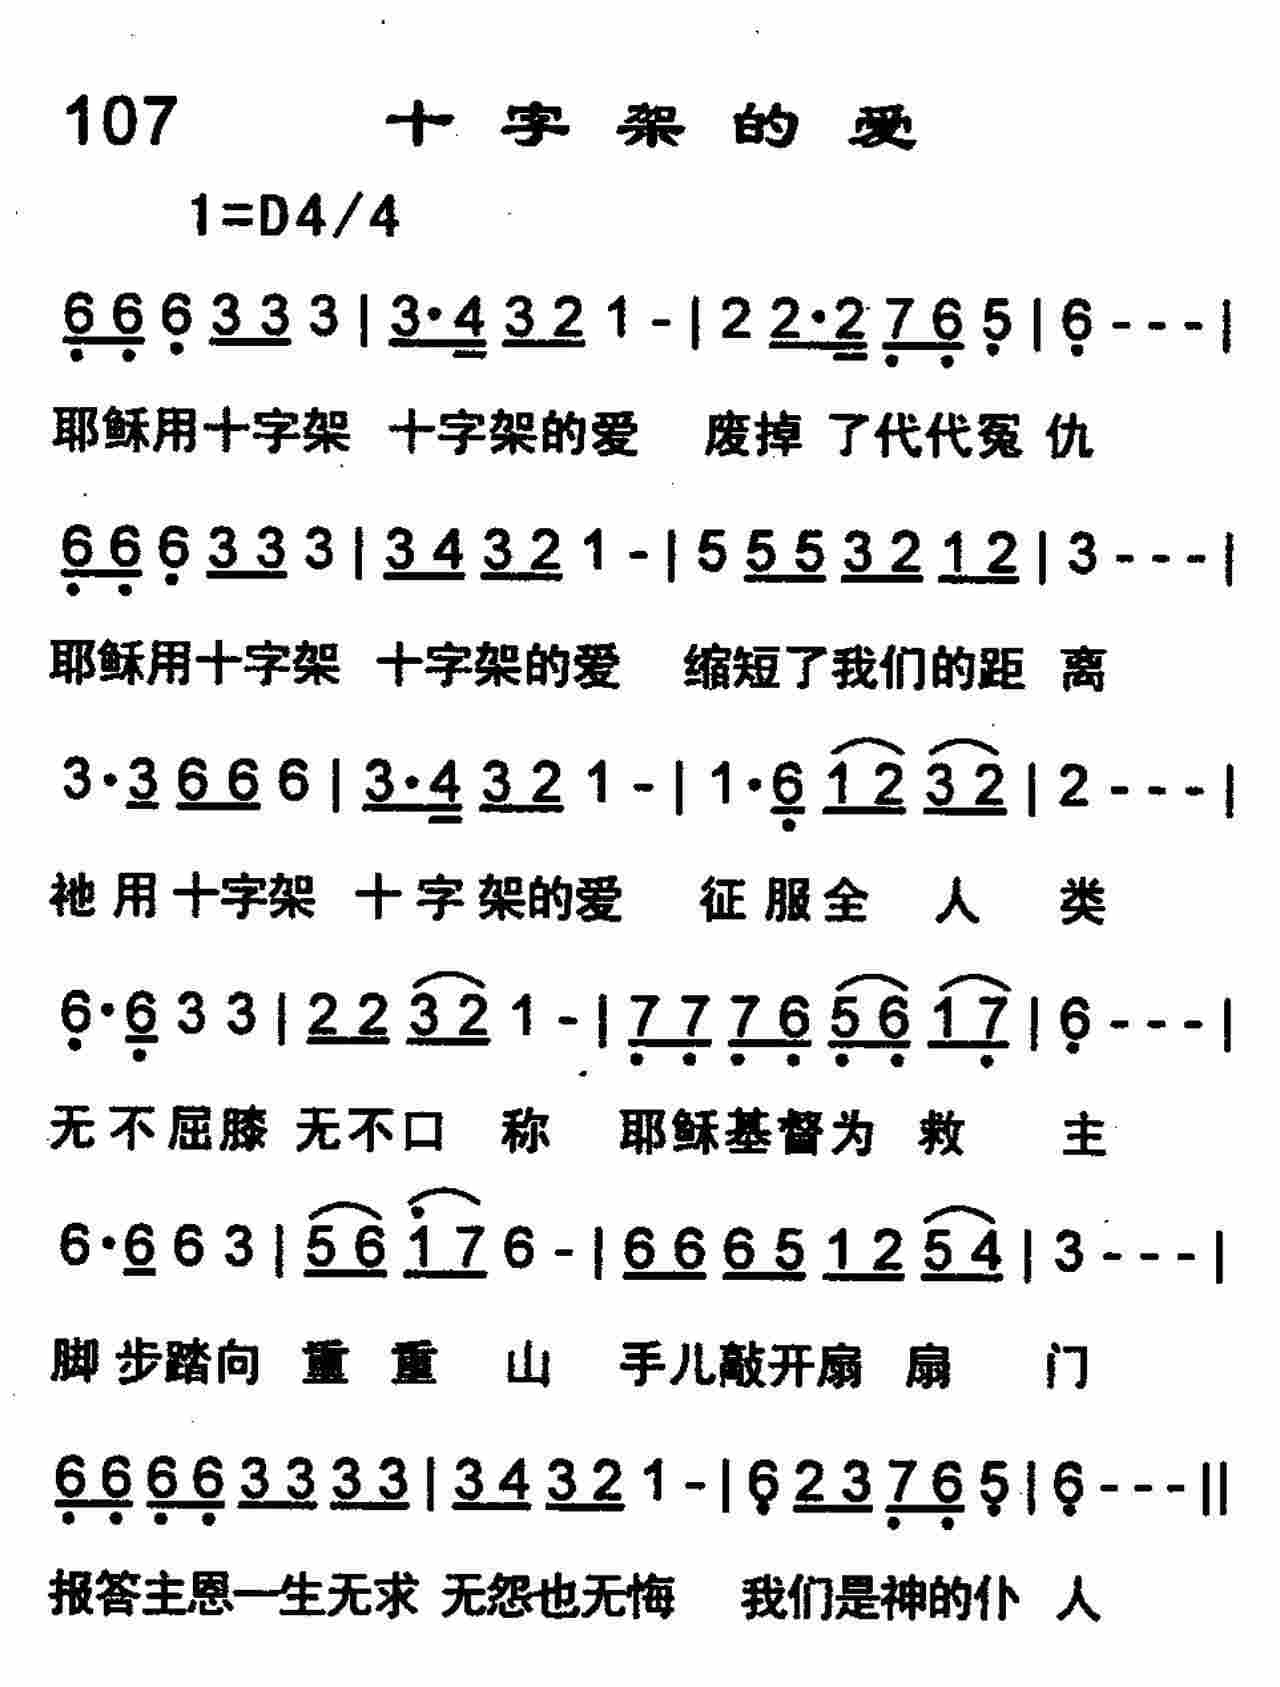 107 十字架的爱
1=D4/4
6 6 6 3 3 3 | 3·4 3 2 1 - | 2 2·2 7 6 5 | 6 - - - |
耶稣用十字架 十字架的爱 废掉了代代冤仇
6 6 6 3 3 3 | 3 4 3 2 1 - | 5 5 5 3 2 1 2 | 3 - - - |
耶稣用十字架 十字架的爱 缩短了我们的距离
3·3 6 6 6 | 3·4 3 2 1 - | 1·6 1 2 3 2 | 2 - - - |
祂用十字架 十字架的爱 征服全人类
6·6 3 3 | 2 2 3 2 1 - | 7 7 7 6 5 6 1 7 | 6 - - - |
无不屈膝 无不口称 耶稣基督为救主
6·6 6 3 | 5 6 1 7 6 - | 6 6 6 5 1 2 5 4 | 3 - - - |
脚步踏向 重重山 手儿敲开扇扇门
6 6 6 6 3 3 3 3 | 3 4 3 2 1 - | 6 2 3 7 6 5 | 6 - - - ||
报答主恩一生无求 无怨也无悔 我们是神的仆人